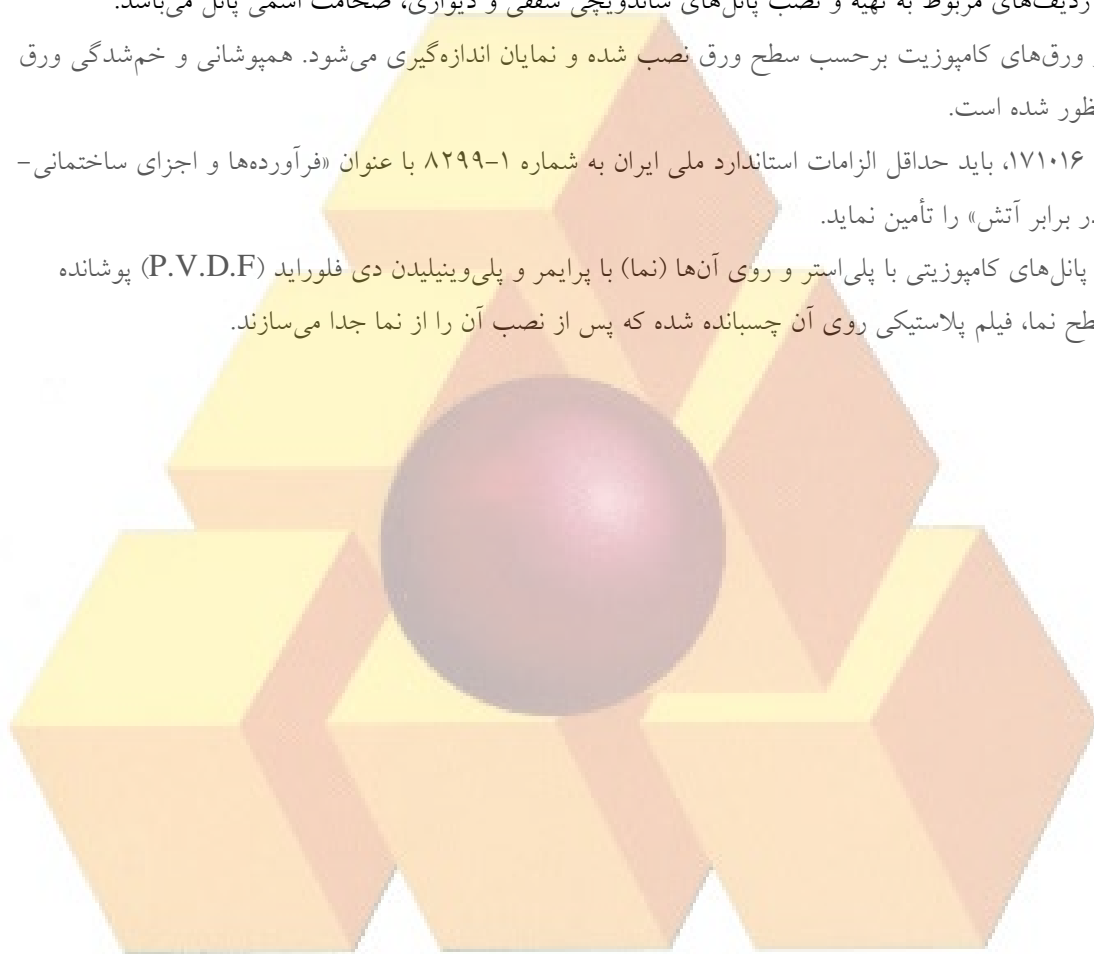 ردیف‌های مربوط به تهیه و نصب پانل‌های ساندویچی سقفی و دیواری، ضخامت اسمی پانل می‌باشد.
ورق‌های کامپوزیت برحسب سطح ورق نصب شده و نمایان اندازه‌گیری می‌شود. همپوشانی و خم‌شدگی ورق
ظور شده است.
۱۷۱۰۱۶، باید حداقل الزامات استاندارد ملی ایران به شماره ۱-۸۲۹۹ با عنوان «فرآورده‌ها و اجزای ساختمانی-
در برابر آتش» را تأمین نماید.
پانل‌های کامپوزیتی با پلی‌استر و روی آن‌ها (نما) با پرایمر و پلی‌وینیلیدن دی فلوراید (P.V.D.F) پوشانده
طح نما، فیلم پلاستیکی روی آن چسبانده شده که پس از نصب آن را از نما جدا می‌سازند.